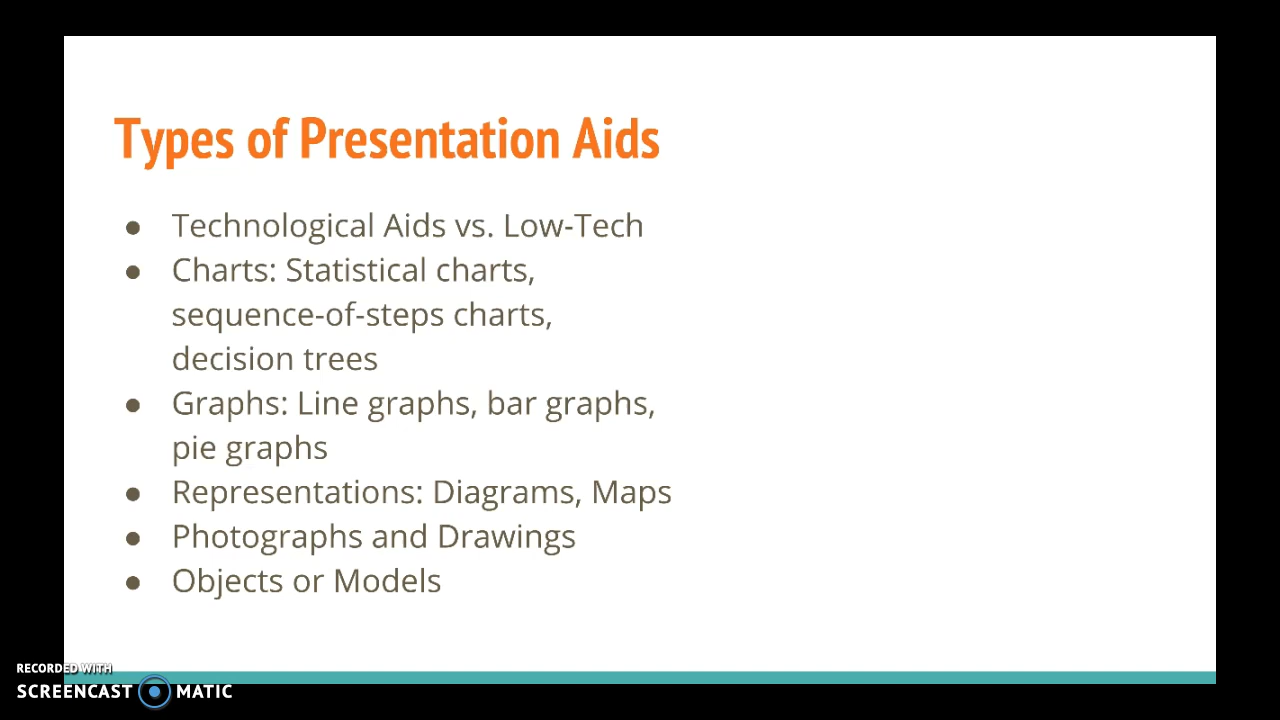 Types of Presentation Aids
● Technological Aids vs. Low-Tech
● Charts: Statistical charts,
sequence-of-steps charts,
decision trees
● Graphs: Line graphs, bar graphs,
pie graphs
● Representations: Diagrams, Maps
● Photographs and Drawings
● Objects or Models
RECORDED WITH
SCREENCAST MATIC